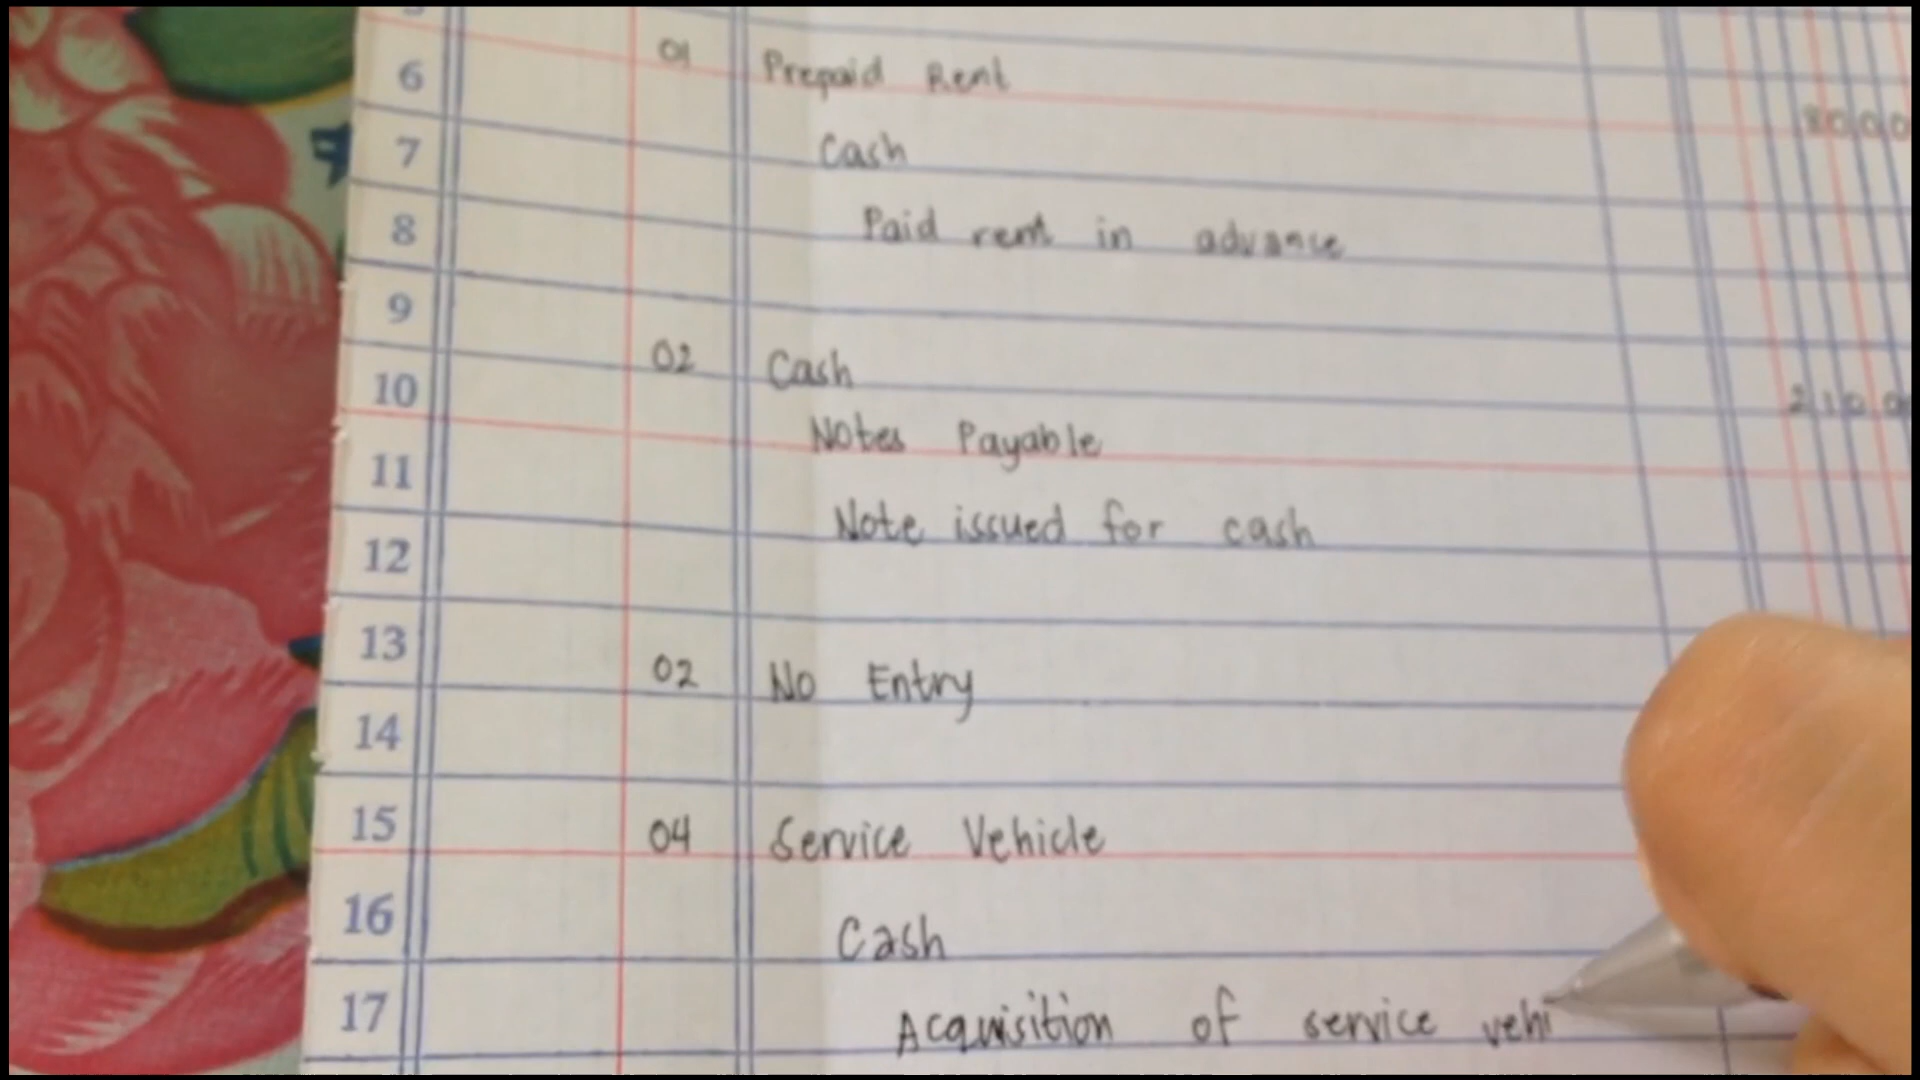 6 01 Prepaid Rent 8000
7 Cash
8 Paid rent in advance
9
10 02 Cash 2100
11 Notes Payable
12 Note issued for cash
13
14 02 No Entry
15 04 Service Vehicle
16 Cash
17 Acquisition of service vehi